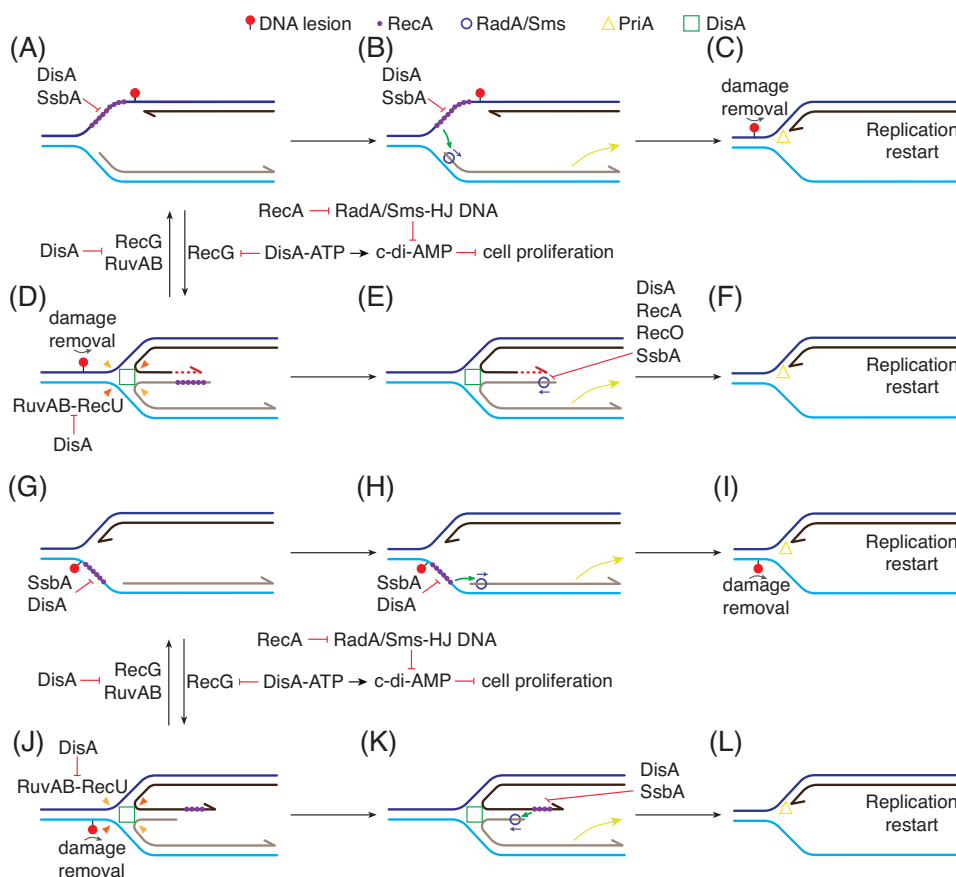 DNA lesion RecA RadA/Sms PriA DisA
(A) (B) (C)
DisA
SsbA
DisA
SsbA
damage
removal
Replication
restart
RecA RadA/Sms-HJ DNA
DisA RecG
RuvAB
RecG DisA-ATP c-di-AMP cell proliferation
(D) (E) (F)
damage
removal
RuvAB-RecU
DisA
DisA
RecA
RecO
SsbA
Replication
restart
(G) (H) (I)
SsbA
DisA
SsbA
DisA
Replication
restart
damage
removal
RecA RadA/Sms-HJ DNA
DisA RecG
RuvAB
RecG DisA-ATP c-di-AMP cell proliferation
(J) (K) (L)
DisA
RuvAB-RecU
damage
removal
DisA
SsbA
Replication
restart